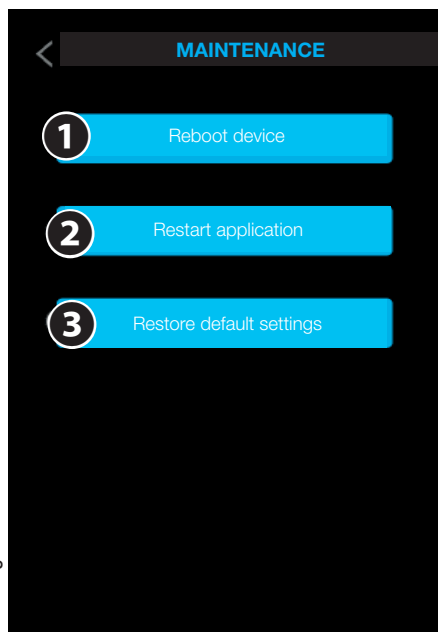 MAINTENANCE
1 Reboot device
2 Restart application
3 Restore default settings